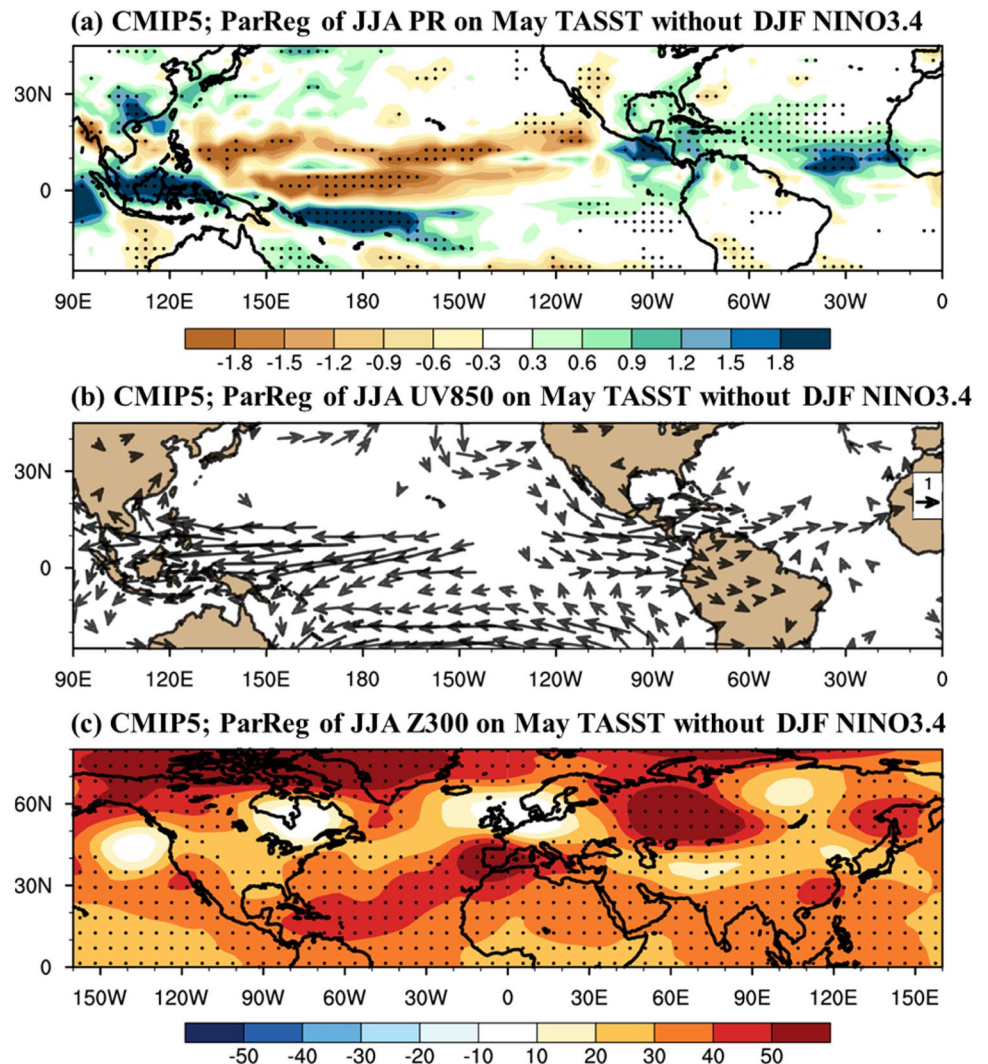 (a) CMIP5; ParReg of JJA PR on May TASST without DJF NINO3.4
30N
0
90E 120E 150E 180 150W 120W 90W 60W 30W 0
-1.8 -1.5 -1.2 -0.9 -0.6 -0.3 0.3 0.6 0.9 1.2 1.5 1.8
(b) CMIP5; ParReg of JJA UV850 on May TASST without DJF NINO3.4
30N
1
0
90E 120E 150E 180 150W 120W 90W 60W 30W 0
(c) CMIP5; ParReg of JJA Z300 on May TASST without DJF NINO3.4
60N
30N
0
150W 120W 90W 60W 30W 0 30E 60E 90E 120E 150E
-50 -40 -30 -20 -10 10 20 30 40 50